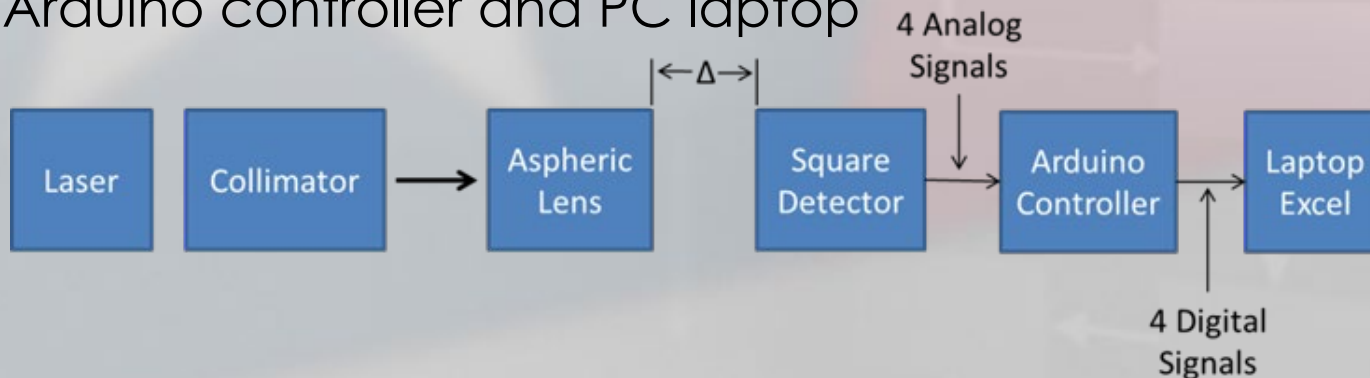 Arduino controller and PC laptop
4 Analog
Signals
←Δ→
Laser
Collimator
Aspheric
Lens
Square
Detector
Arduino
Controller
Laptop
Excel
4 Digital
Signals